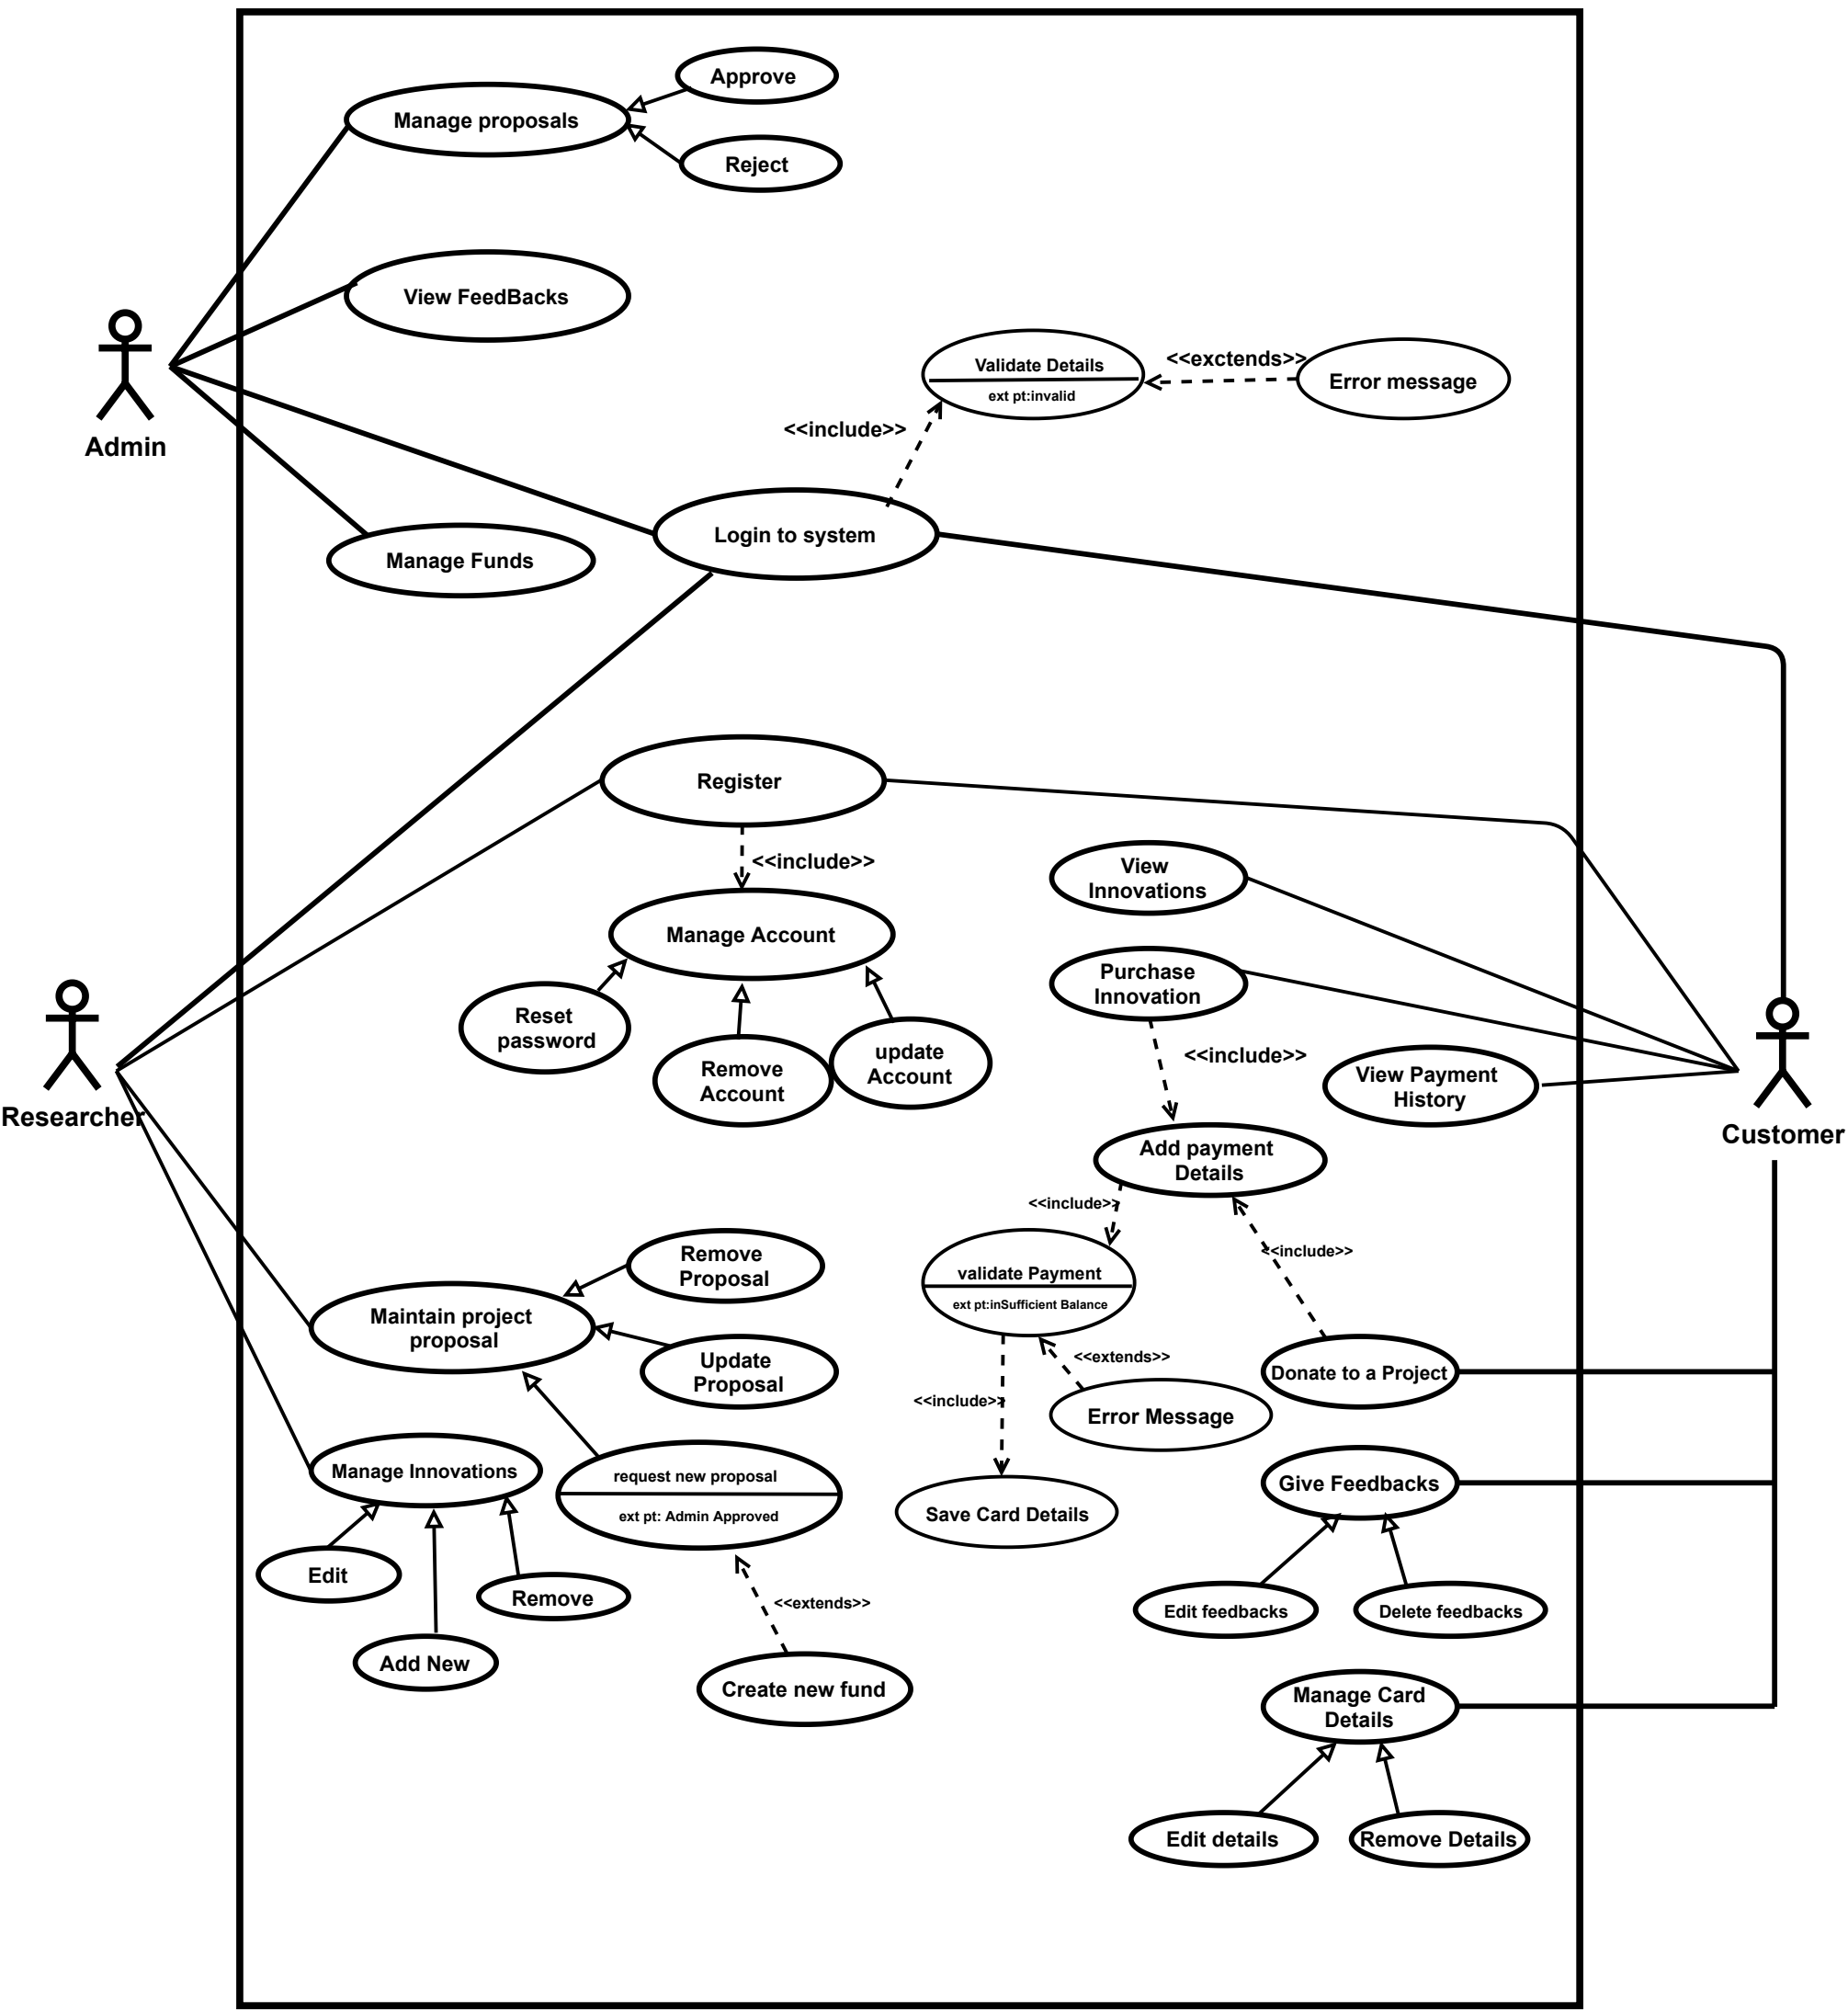 Approve
Manage proposals
Reject
View FeedBacks
Admin
Validate Details
ext pt:invalid
<<exctends>>
Error message
<<include>>
Login to system
Manage Funds
Register
<<include>>
Manage Account
Reset
password
Remove
Account
update
Account
View
Innovations
Purchase
Innovation
<<include>>
View Payment
History
Researcher
Customer
Add payment
Details
<<include>>
<<include>>
validate Payment
ext pt:inSufficient Balance
<<extends>>
<<include>>
Error Message
Save Card Details
Remove
Proposal
Maintain project
proposal
Update
Proposal
Donate to a Project
Manage Innovations
request new proposal
ext pt: Admin Approved
Give Feedbacks
Edit
Remove
Add New
<<extends>>
Create new fund
Edit feedbacks
Delete feedbacks
Manage Card
Details
Edit details
Remove Details